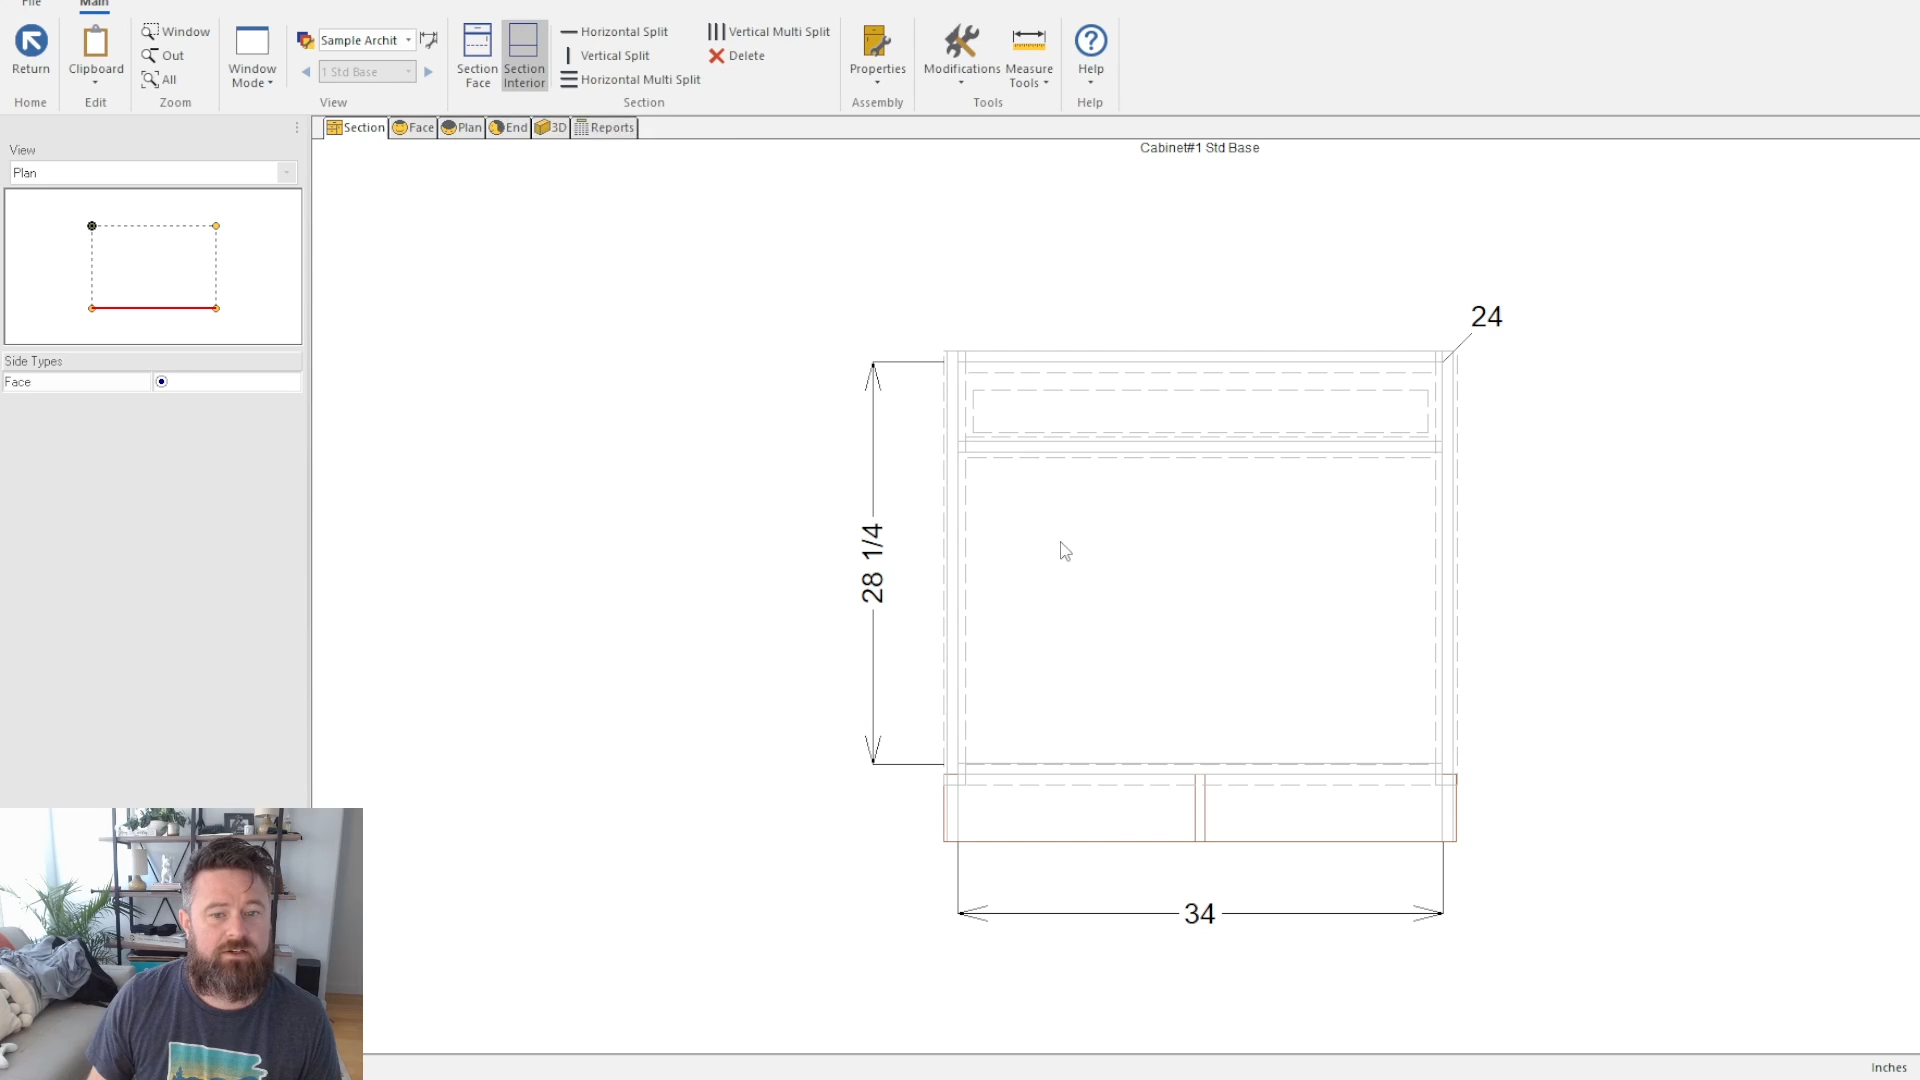 File
Main
Return
Clipboard
Window
Out
All
Window
Mode
Sample Archit
1 Std Base
Section
Face
Section
Interior
Horizontal Split
Vertical Split
Horizontal Multi Split
Vertical Multi Split
Delete
Properties
Modifications
Measure
Tools
Help
Home
Edit
Zoom
View
Section
Assembly
Tools
Help
Section
Face
Plan
End
3D
Reports
View
Plan
Side Types
Face
Cabinet#1 Std Base
24
28 1/4
34
Inches